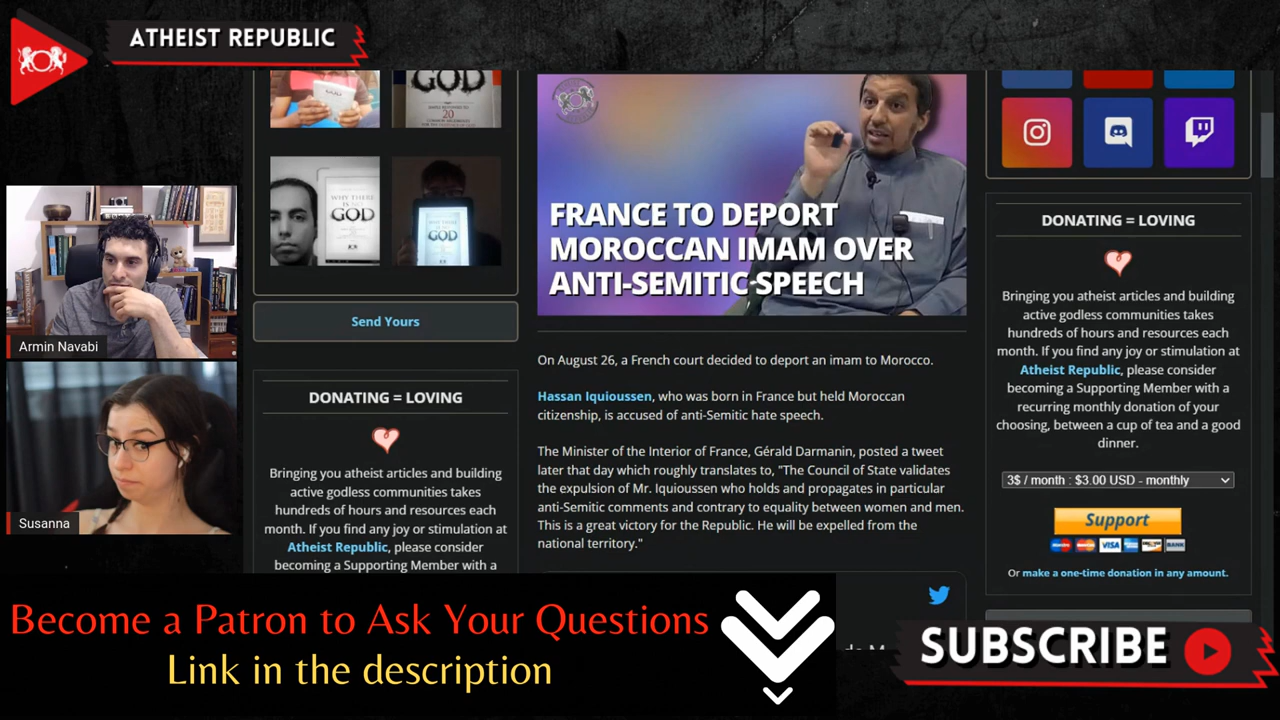 ATHEIST REPUBLIC
Armin Navabi
Susanna
GOD
GOD
20
WHY THERE
IS NO
GOD
GOD
Send Yours
DONATING = LOVING
Bringing you atheist articles and building
active godless communities takes
hundreds of hours and resources each
month. If you find any joy or stimulation at
Atheist Republic, please consider
becoming a Supporting Member with a
FRANCE TO DEPORT
MOROCCAN IMAM OVER
ANTI-SEMITIC SPEECH
On August 26, a French court decided to deport an imam to Morocco.
Hassan Iquioussen, who was born in France but held Moroccan
citizenship, is accused of anti-Semitic hate speech.
The Minister of the Interior of France, Gérald Darmanin, posted a tweet
later that day which roughly translates to, "The Council of State validates
the expulsion of Mr. Iquioussen who holds and propagates in particular
anti-Semitic comments and contrary to equality between women and men.
This is a great victory for the Republic. He will be expelled from the
national territory."
DONATING = LOVING
Bringing you atheist articles and building
active godless communities takes
hundreds of hours and resources each
month. If you find any joy or stimulation at
Atheist Republic, please consider
becoming a Supporting Member with a
recurring monthly donation of your
choosing, between a cup of tea and a good
dinner.
3$ / month : $3.00 USD - monthly
Support
VISA
BANK
Or make a one-time donation in any amount.
Become a Patron to Ask Your Questions
Link in the description
SUBSCRIBE